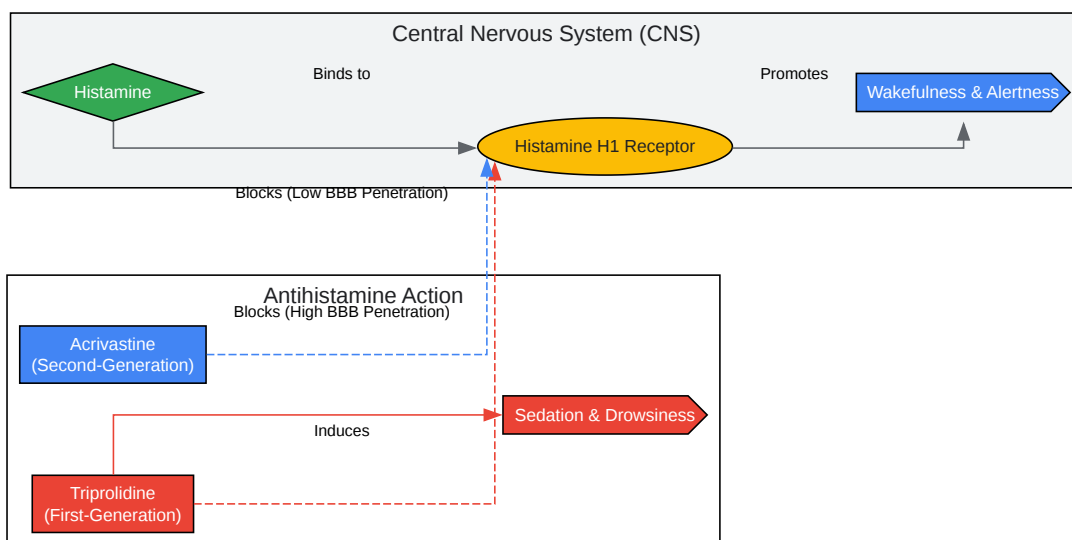 Central Nervous System (CNS)
Binds to
Promotes
Histamine
Wakefulness & Alertness
Histamine H1 Receptor
Blocks (Low BBB Penetration)
Antihistamine Action
Blocks (High BBB Penetration)
Acrivastine
(Second-Generation)
Sedation & Drowsiness
Induces
Triprolidine
(First-Generation)